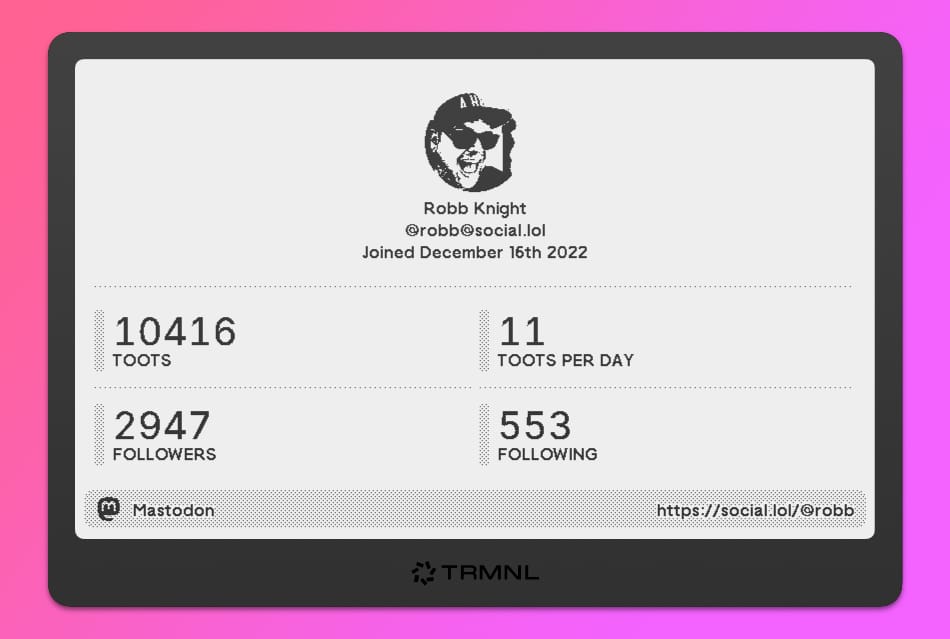 Robb Knight
@robb@social.lol
Joined December 16th 2022
10416
TOOTS
11
TOOTS PER DAY
2947
FOLLOWERS
553
FOLLOWING
Mastodon
https://social.lol/@robb
TRMNL